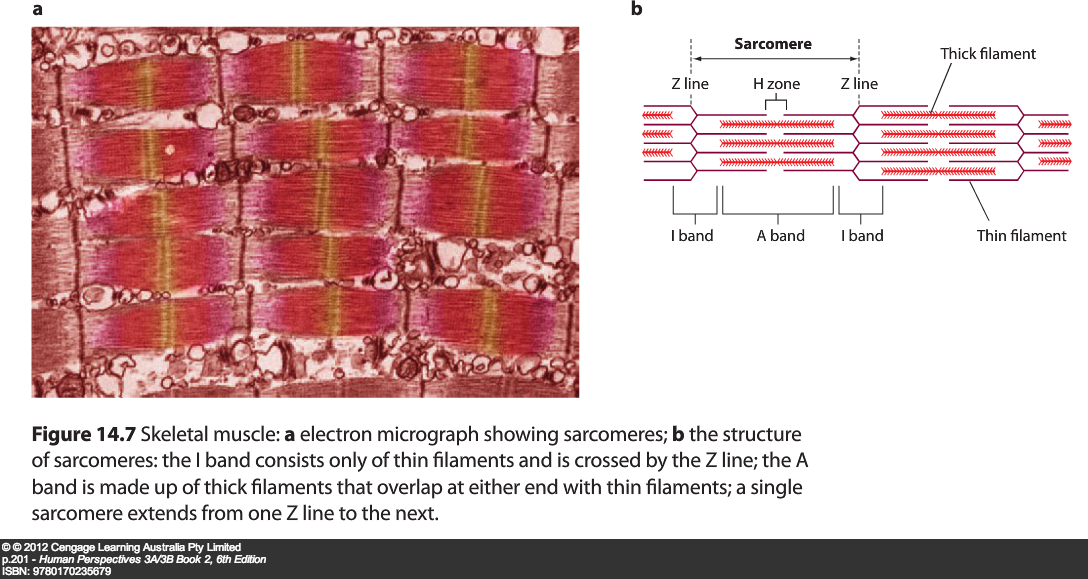 a
b
Sarcomere
Thick filament
Z line
H zone
Z line
I band
A band
I band
Thin filament
Figure 14.7 Skeletal muscle: a electron micrograph showing sarcomeres; b the structure
of sarcomeres: the I band consists only of thin filaments and is crossed by the Z line; the A
band is made up of thick filaments that overlap at either end with thin filaments; a single
sarcomere extends from one Z line to the next.
© © 2012 Cengage Learning Australia Pty Limited
p.201 - Human Perspectives 3A/3B Book 2, 6th Edition
ISBN: 9780170235679